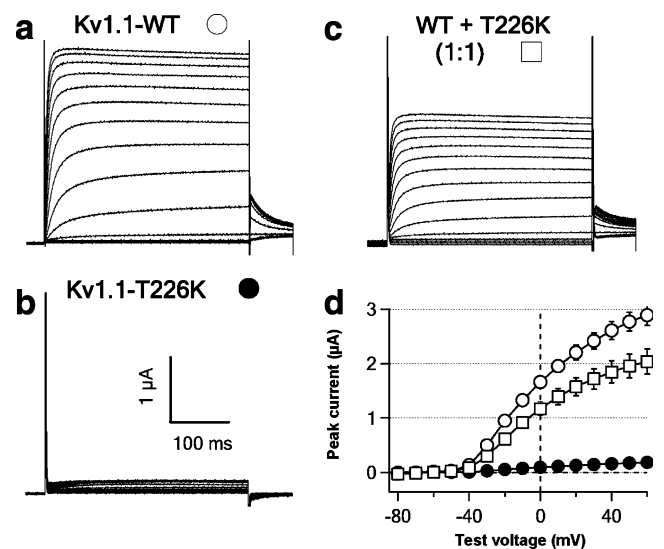 a Kv1.1-WT
c WT + T226K
(1:1)
b Kv1.1-T226K
1 µA
100 ms
d
3
2
1
0
Peak current (µA)
-80 -40 0 40
Test voltage (mV)